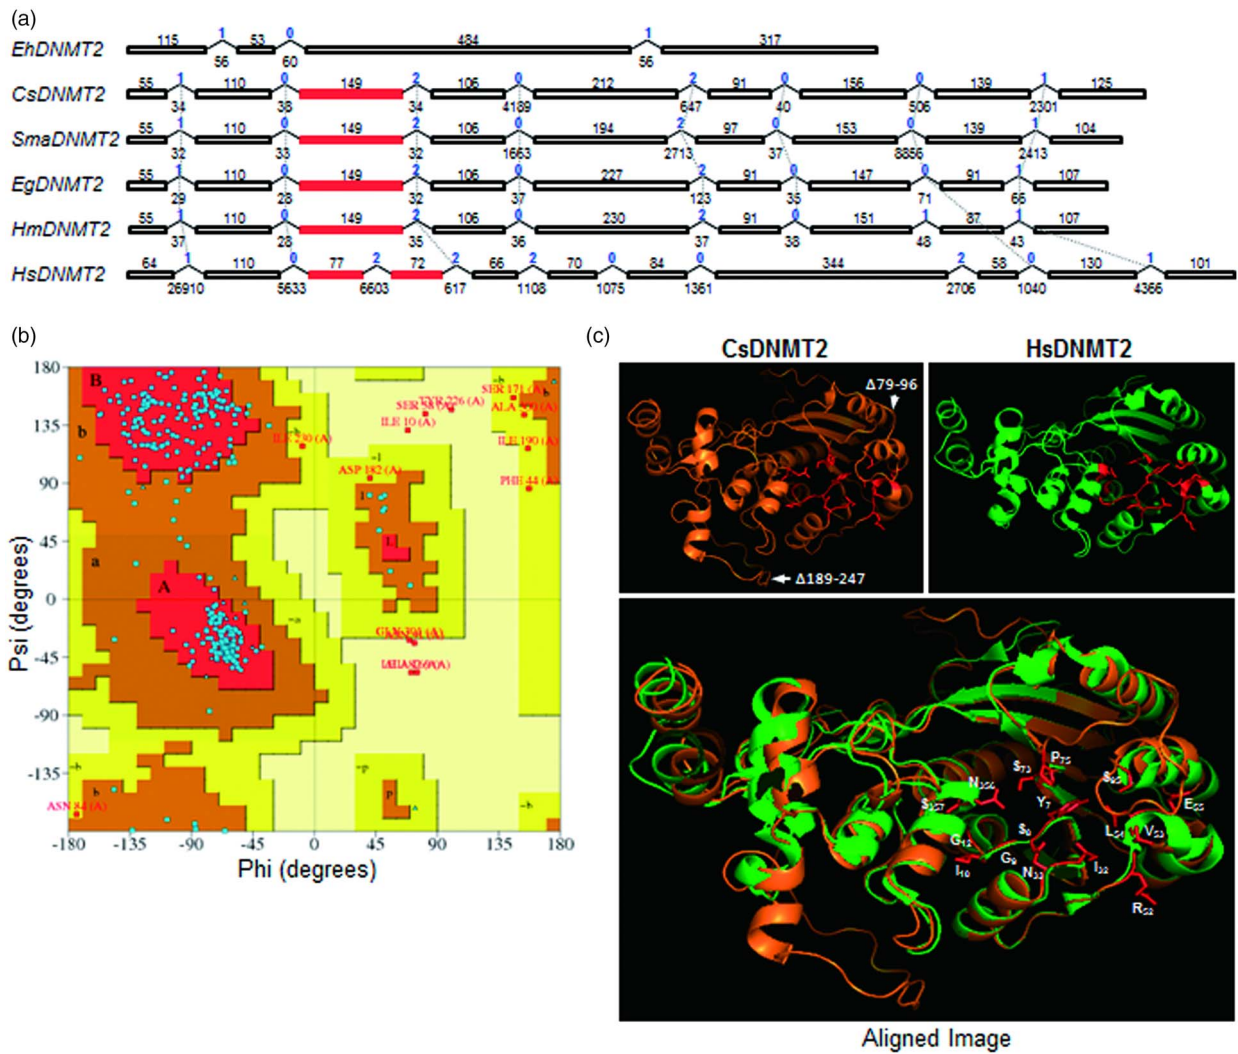 (a)
1 0 1
EhDNMT2 115 53 484 317
56 60 56
1 0 2 0 2 0 0 1
CsDNMT2 55 110 149 106 212 91 156 139 125
34 38 34 4189 647 40 506 2301
1 0 2 0 2 0 0 1
SmaDNMT2 55 110 149 106 194 97 153 139 104
32 33 32 1663 2713 37 8856 2413
1 0 2 0 2 0 0 1
EgDNMT2 55 110 149 106 227 91 147 91 107
29 28 32 37 123 35 71 66
1 0 2 0 2 0 1 1
HmDNMT2 55 110 149 106 230 91 151 87 107
37 28 35 36 37 38 48 43
1 0 2 2 2 0 0 2 0 1
HsDNMT2 64 110 77 72 66 70 84 344 58 130 101
26910 5633 6603 617 1108 1075 1361 2706 1040 4366
(b)
Psi (degrees)
180
135
90
45
0
-45
-90
-135
B
~b
b
SER 171 (A)
b
ILE 10 (A)
~b
ILE 230 (A)
ILE 190 (A)
~l
ASP 182 (A)
PHE 44 (A)
l
L
a
A
~a
~b
~p
b
p
~b
ASN 84 (A)
-180 -135 -90 -45 0 45 90 135 180
Phi (degrees)
(c)
CsDNMT2 HsDNMT2
Δ79-96
Δ189-247
P75
S73
N356
Y7
E55
S357
S8
L54 V53
G12
G9
I10
N33
I32
R52
Aligned Image